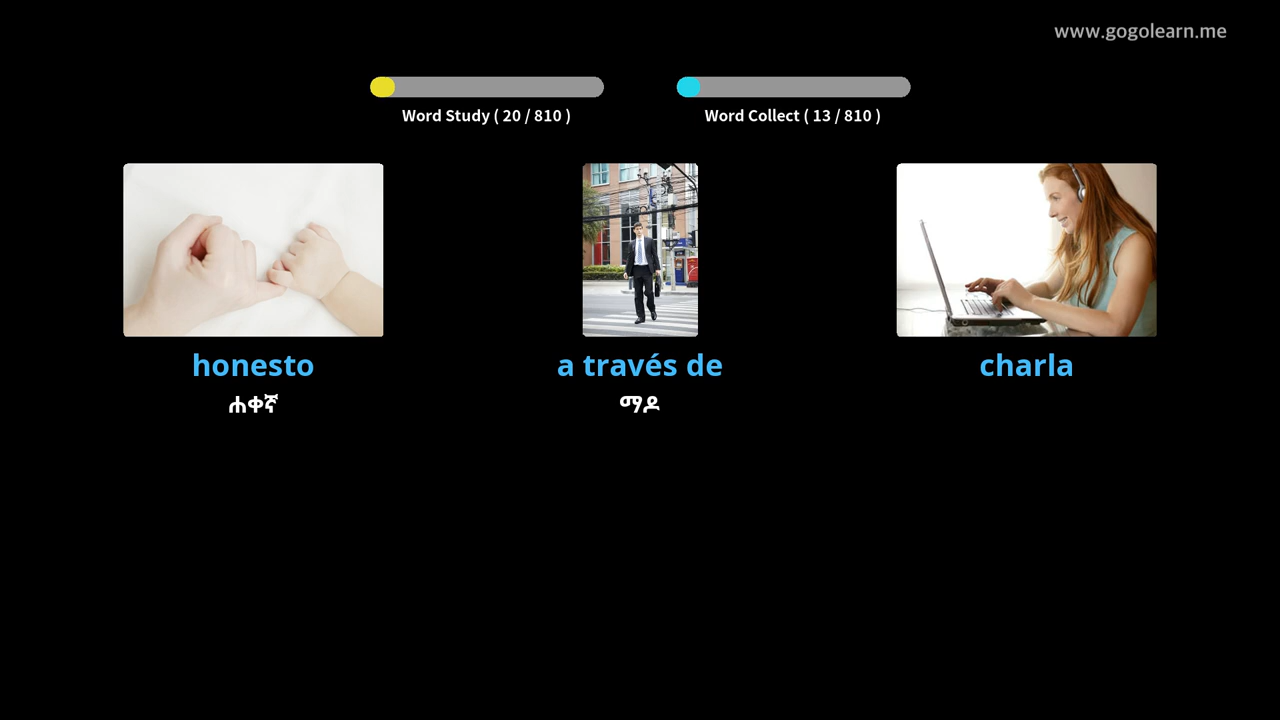 www.gogolearn.me
Word Study ( 20 / 810 )
Word Collect ( 13 / 810 )
honesto
a través de
charla
ሐቀኛ
ማዶ